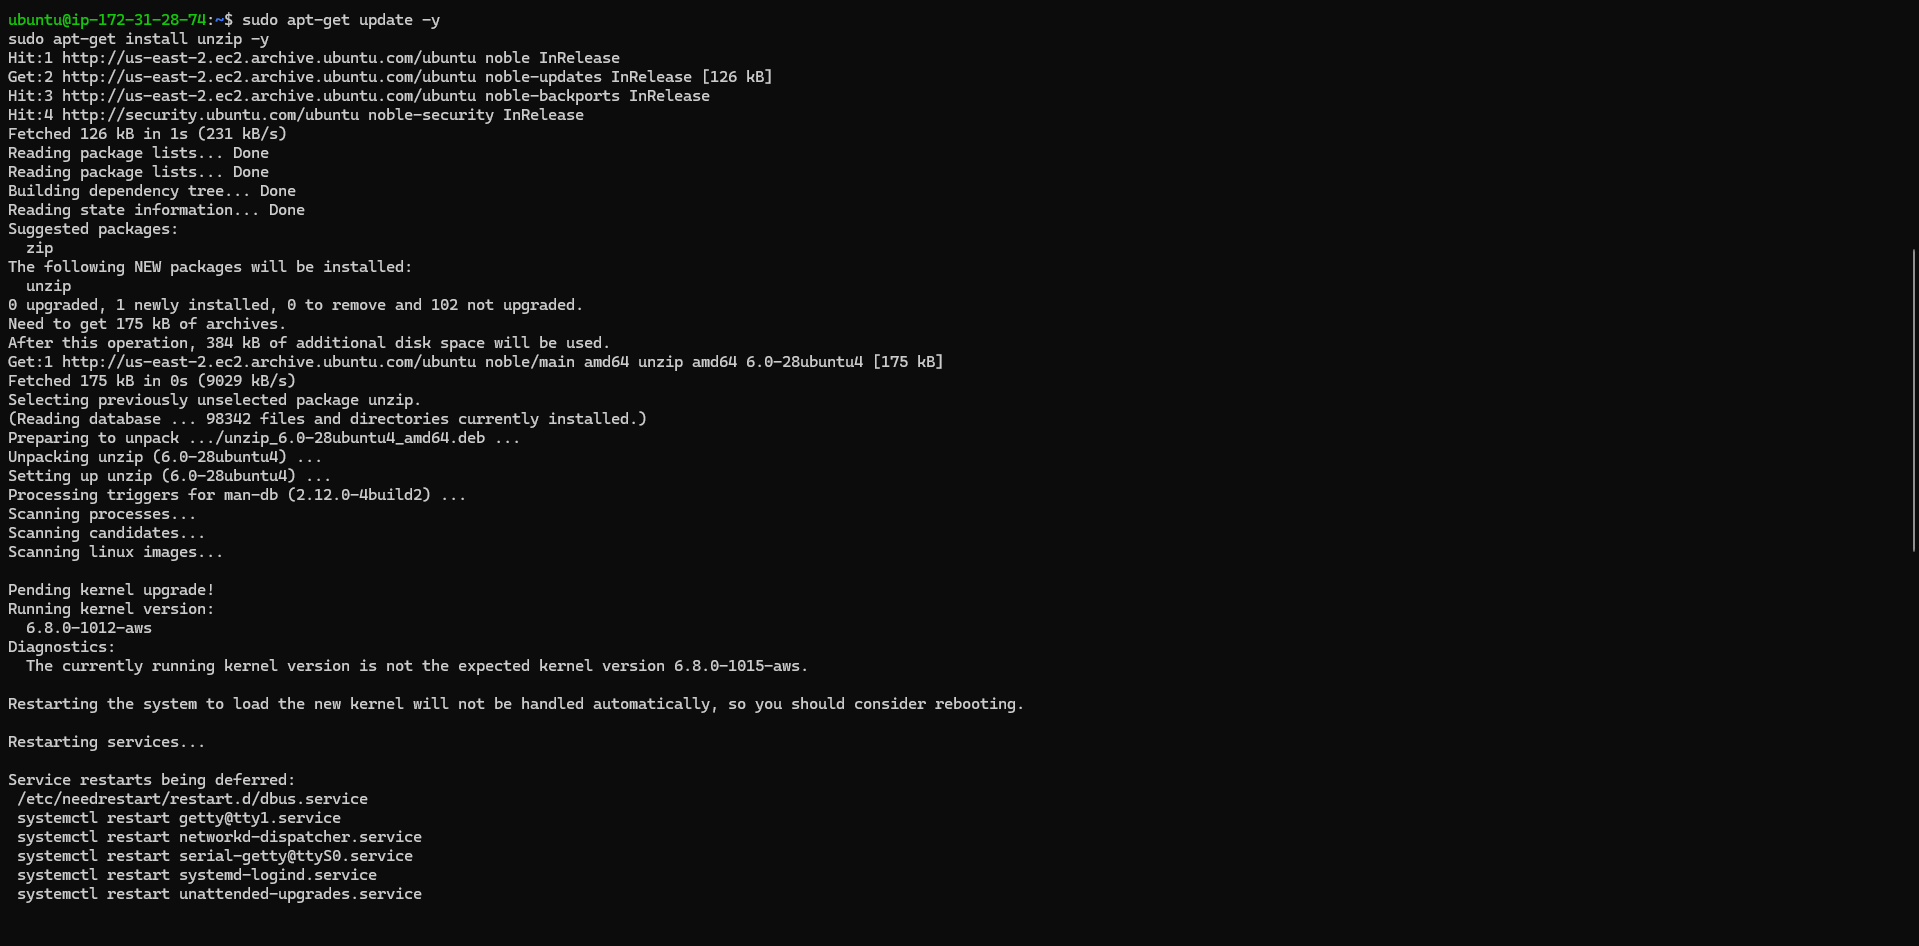 ubuntu@ip-172-31-28-74:~$ sudo apt-get update -y
sudo apt-get install unzip -y
Hit:1 http://us-east-2.ec2.archive.ubuntu.com/ubuntu noble InRelease
Get:2 http://us-east-2.ec2.archive.ubuntu.com/ubuntu noble-updates InRelease [126 kB]
Hit:3 http://us-east-2.ec2.archive.ubuntu.com/ubuntu noble-backports InRelease
Hit:4 http://security.ubuntu.com/ubuntu noble-security InRelease
Fetched 126 kB in 1s (231 kB/s)
Reading package lists... Done
Reading package lists... Done
Building dependency tree... Done
Reading state information... Done
Suggested packages:
  zip
The following NEW packages will be installed:
  unzip
0 upgraded, 1 newly installed, 0 to remove and 102 not upgraded.
Need to get 175 kB of archives.
After this operation, 384 kB of additional disk space will be used.
Get:1 http://us-east-2.ec2.archive.ubuntu.com/ubuntu noble/main amd64 unzip amd64 6.0-28ubuntu4 [175 kB]
Fetched 175 kB in 0s (9029 kB/s)
Selecting previously unselected package unzip.
(Reading database ... 98342 files and directories currently installed.)
Preparing to unpack .../unzip_6.0-28ubuntu4_amd64.deb ...
Unpacking unzip (6.0-28ubuntu4) ...
Setting up unzip (6.0-28ubuntu4) ...
Processing triggers for man-db (2.12.0-4build2) ...
Scanning processes...
Scanning candidates...
Scanning linux images...

Pending kernel upgrade!
Running kernel version:
  6.8.0-1012-aws
Diagnostics:
  The currently running kernel version is not the expected kernel version 6.8.0-1015-aws.

Restarting the system to load the new kernel will not be handled automatically, so you should consider rebooting.

Restarting services...

Service restarts being deferred:
 /etc/needrestart/restart.d/dbus.service
 systemctl restart getty@tty1.service
 systemctl restart networkd-dispatcher.service
 systemctl restart serial-getty@ttyS0.service
 systemctl restart systemd-logind.service
 systemctl restart unattended-upgrades.service